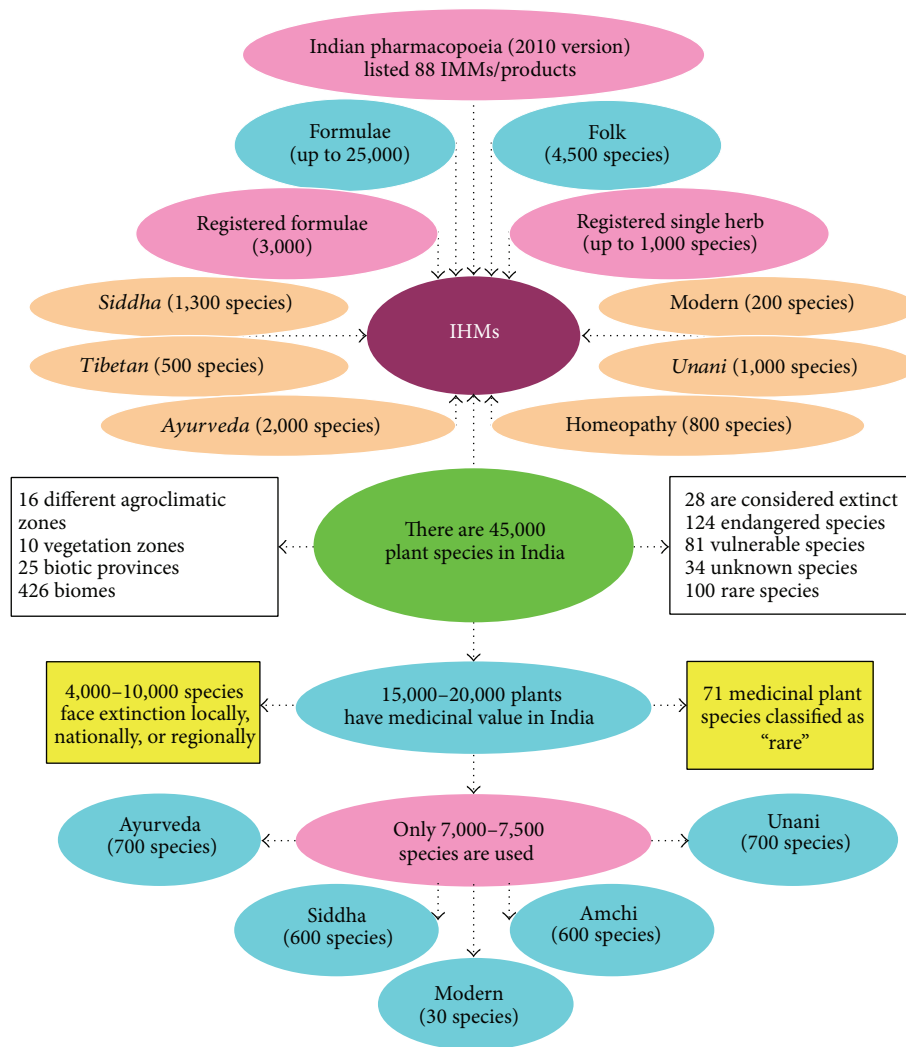 Indian pharmacopoeia (2010 version)
listed 88 IMMs/products
Formulae
(up to 25,000)
Folk
(4,500 species)
Registered formulae
(3,000)
Registered single herb
(up to 1,000 species)
Siddha (1,300 species)
Modern (200 species)
IHMs
Tibetan (500 species)
Unani (1,000 species)
Ayurveda (2,000 species)
Homeopathy (800 species)
16 different agroclimatic
zones
10 vegetation zones
25 biotic provinces
426 biomes
There are 45,000
plant species in India
28 are considered extinct
124 endangered species
81 vulnerable species
34 unknown species
100 rare species
4,000–10,000 species
face extinction locally,
nationally, or regionally
15,000–20,000 plants
have medicinal value in India
71 medicinal plant
species classified as
“rare”
Ayurveda
(700 species)
Only 7,000–7,500
species are used
Unani
(700 species)
Siddha
(600 species)
Amchi
(600 species)
Modern
(30 species)